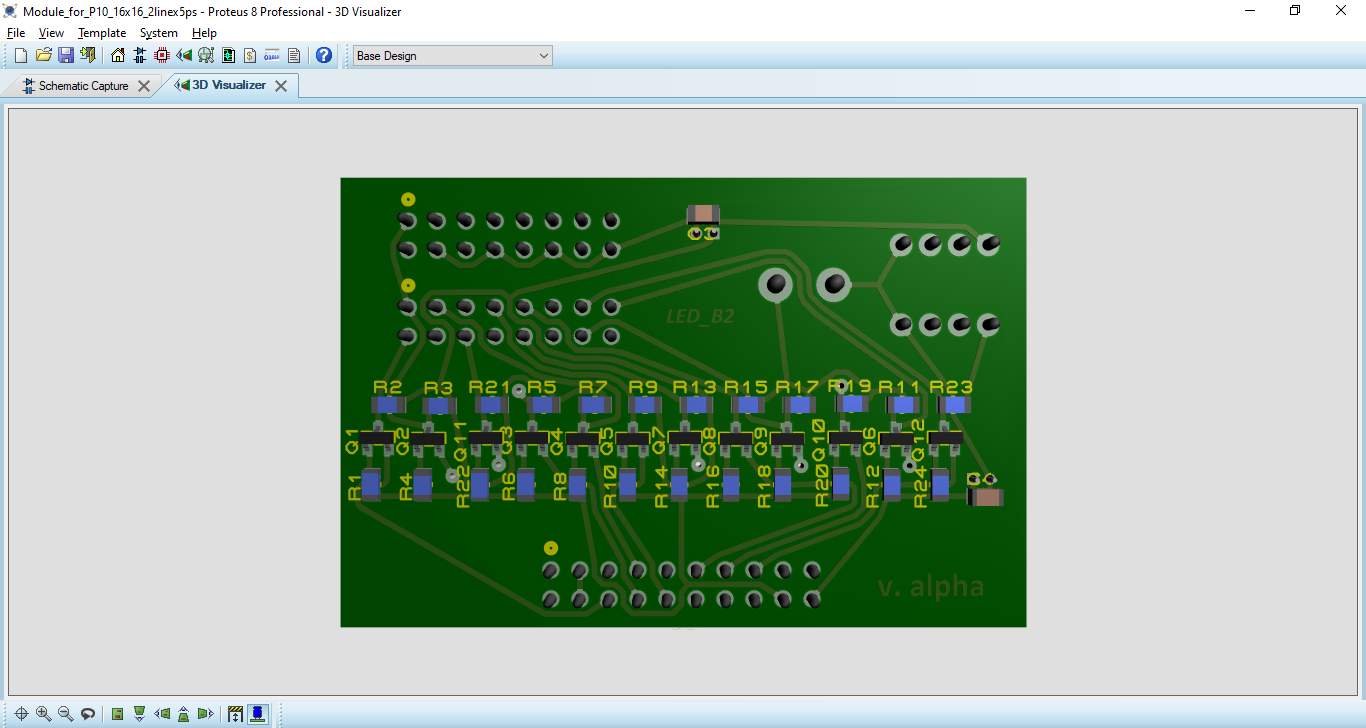 Module_for_P10_16x16_2linex5ps - Proteus 8 Professional - 3D Visualizer
File View Template System Help
Base Design
Schematic Capture 3D Visualizer
LED_B2
R2 R3 R21 R5 R7 R9 R13 R15 R17 R19 R11 R23
Q1 Q2 Q11 Q3 Q4 Q5 Q7 Q8 Q9 Q10 Q6 Q12
R1 R4 R22 R6 R8 R10 R14 R16 R18 R20 R12 R24
v. alpha